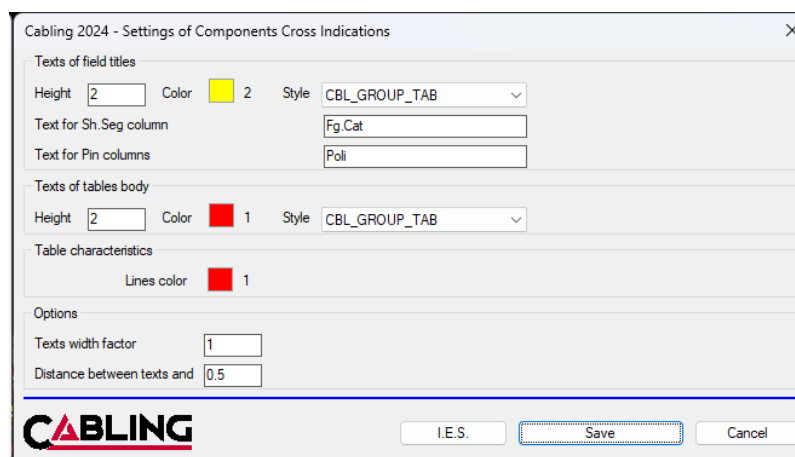 Cabling 2024 - Settings of Components Cross Indications
Texts of field titles
Height 2 Color 2 Style CBL_GROUP_TAB
Text for Sh.Seg column Fg.Cat
Text for Pin columns Poli
Texts of tables body
Height 2 Color 1 Style CBL_GROUP_TAB
Table characteristics
Lines color 1
Options
Texts width factor 1
Distance between texts and 0.5
CABLING I.E.S. Save Cancel